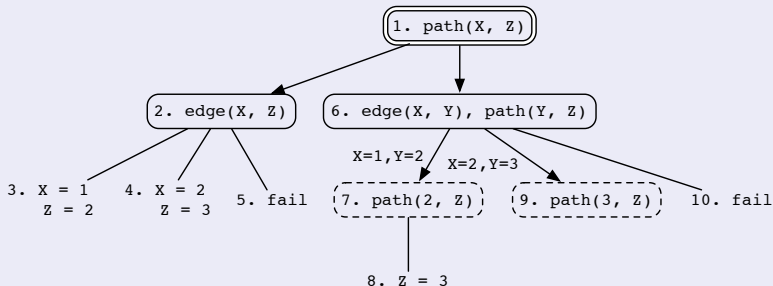 1. path(X, Z)
2. edge(X, Z)
6. edge(X, Y), path(Y, Z)
X=1,Y=2
X=2,Y=3
3. X = 1
Z = 2
4. X = 2
Z = 3
5. fail
7. path(2, Z)
9. path(3, Z)
10. fail
8. Z = 3